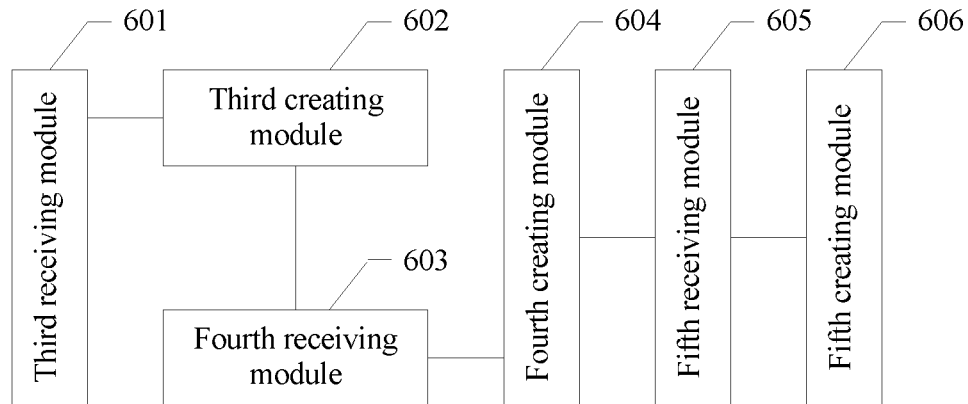 601
602
604
605
606
Third receiving module
Third creating
module
603
Fourth receiving
module
Fourth creating module
Fifth receiving module
Fifth creating module